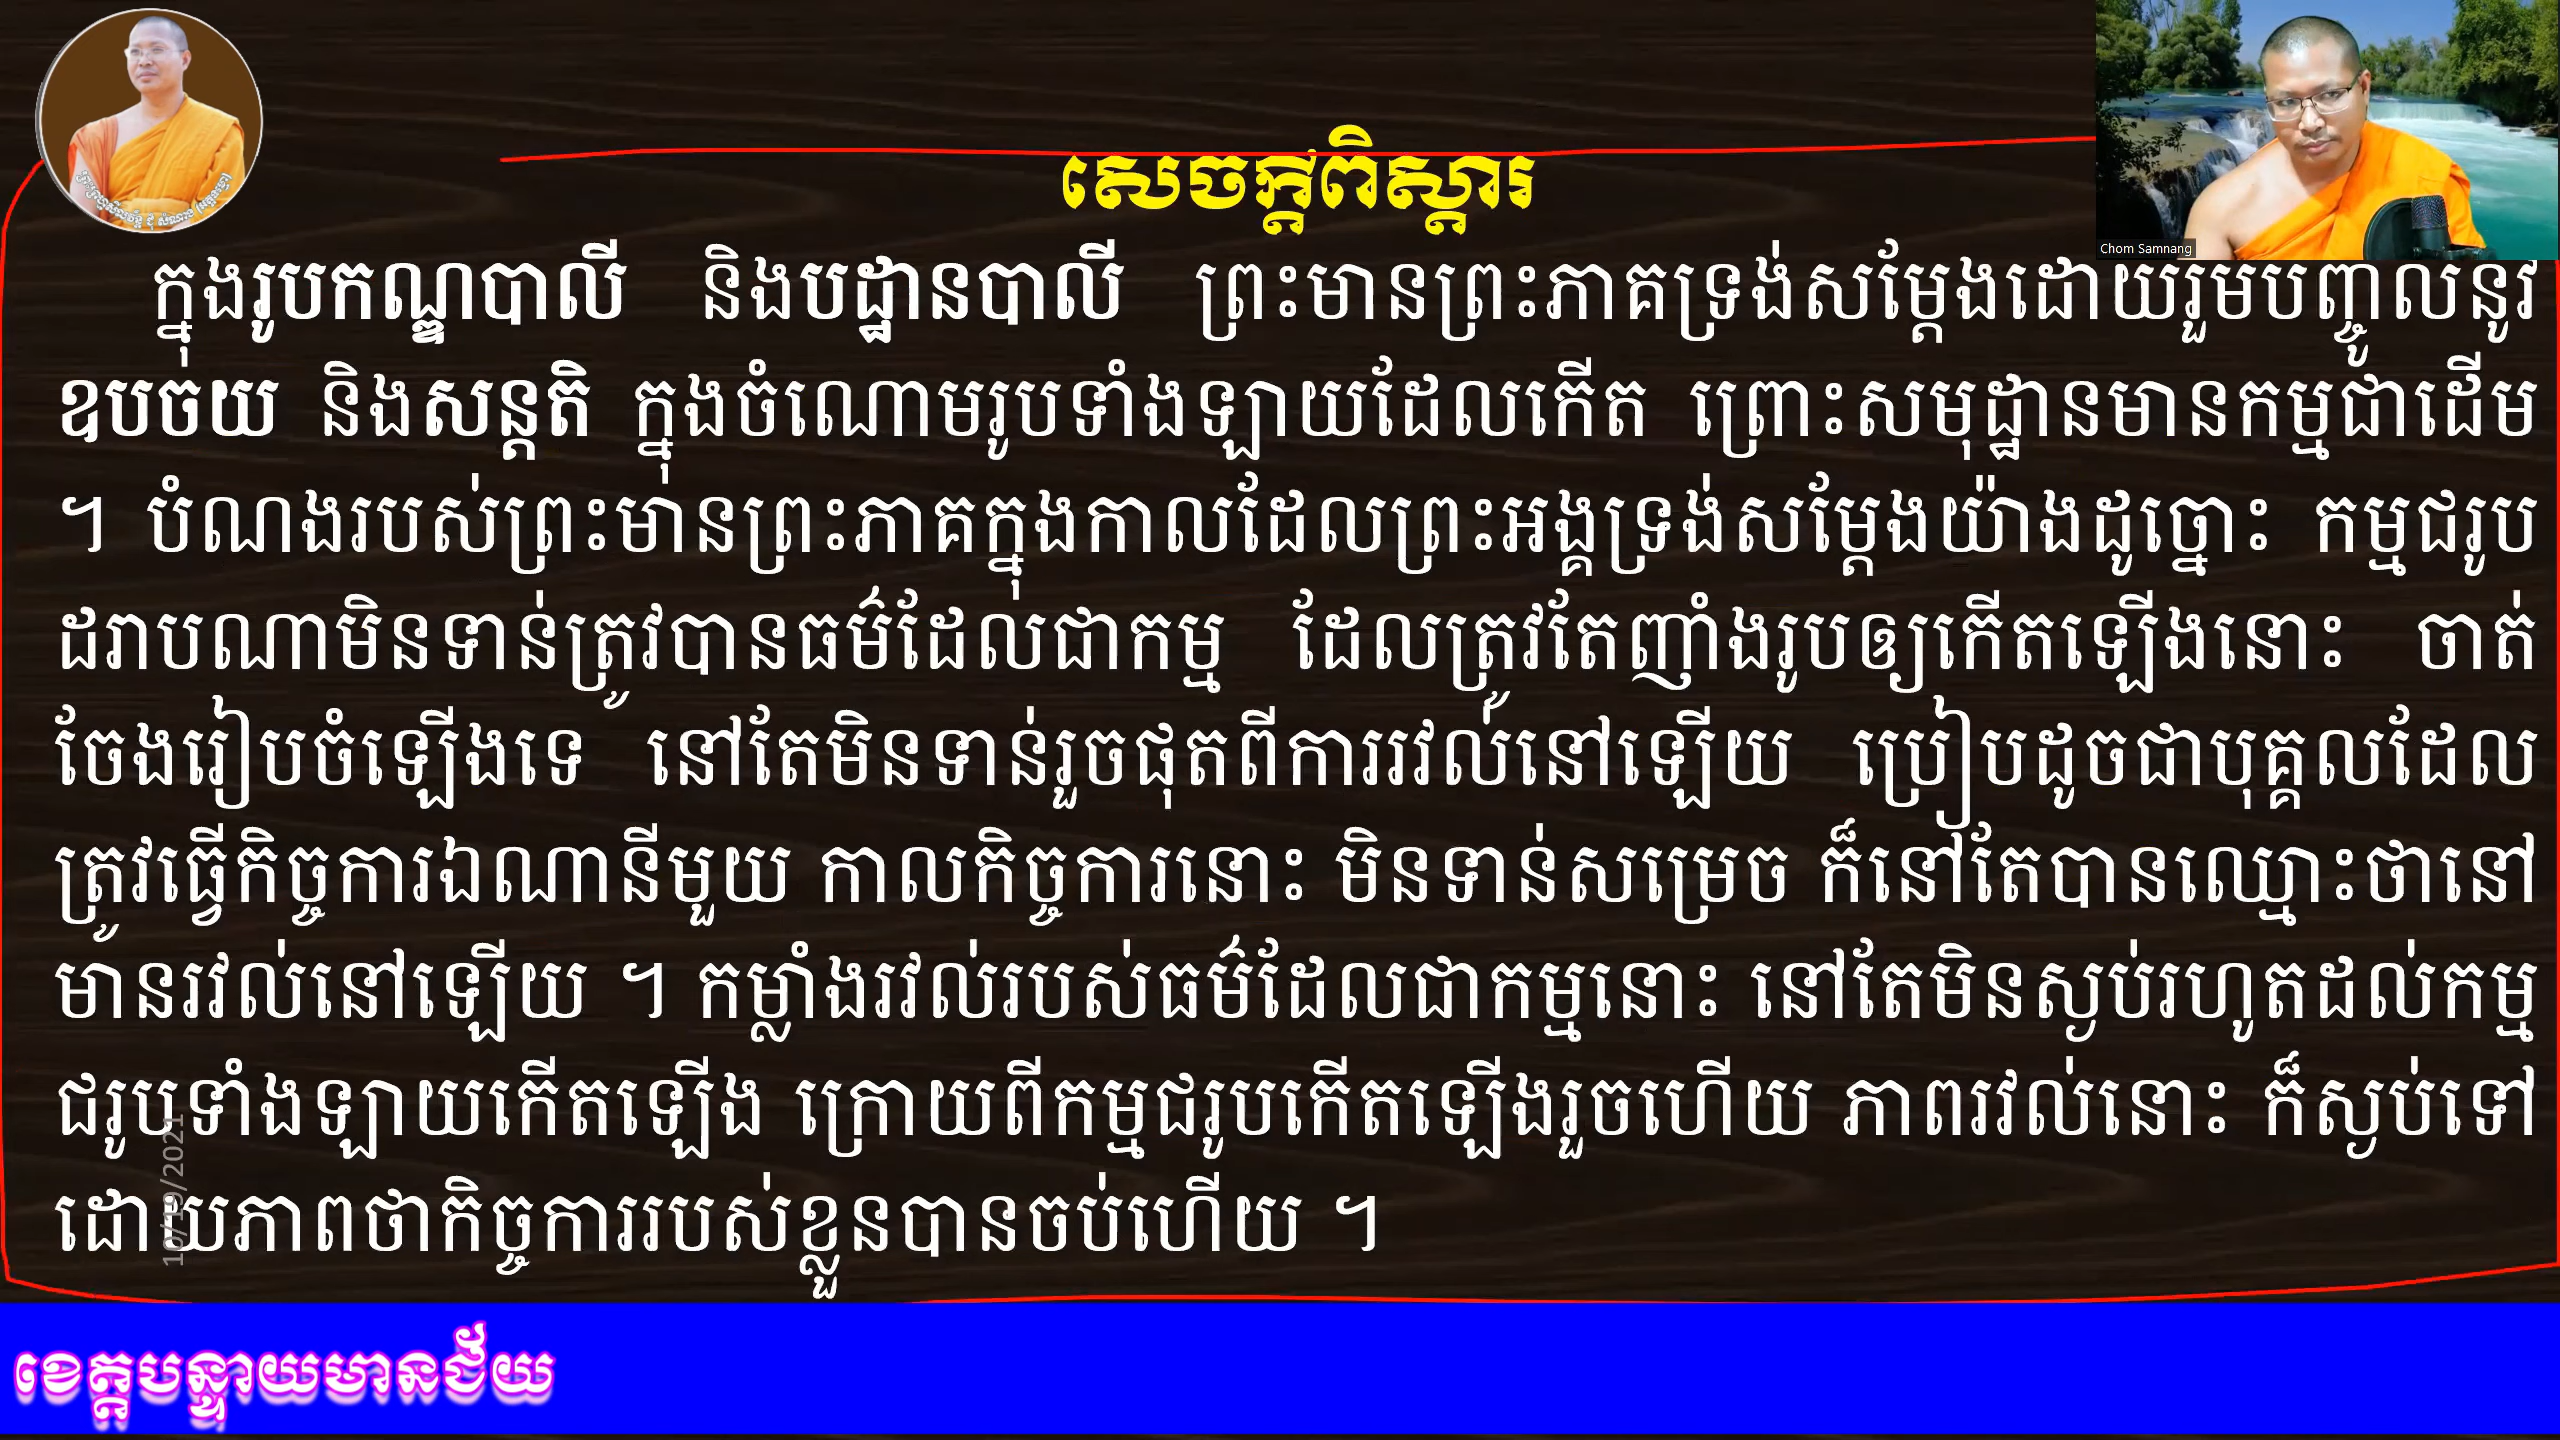 សេចក្តីពិស្តារ
Chom Samnang
ក្នុងរូបកណ្ឌបាលី និងបដ្ឋានបាលី ព្រះមានព្រះភាគទ្រង់សម្តែងដោយរួមបញ្ចូលនូវ
ឧបចយ និងសន្តតិ ក្នុងចំណោមរូបទាំងឡាយដែលកើត ព្រោះសមុដ្ឋានមានកម្មជាដើម
។ បំណងរបស់ព្រះមានព្រះភាគក្នុងកាលដែលព្រះអង្គទ្រង់សម្តែងយ៉ាងដូច្នោះ កម្មជរូប
ដរាបណាមិនទាន់ត្រូវបានធម៌ដែលជាកម្ម ដែលត្រូវតែញ៉ាំងរូបឲ្យកើតឡើងនោះ ចាត់
ចែងរៀបចំឡើងទេ នៅតែមិនទាន់រួចផុតពីការរវល់នៅឡើយ ប្រៀបដូចជាបុគ្គលដែល
ត្រូវធ្វើកិច្ចការឯណានីមួយ កាលកិច្ចការនោះ មិនទាន់សម្រេច ក៏នៅតែបានឈ្មោះថានៅ
មានរវល់នៅឡើយ ។ កម្លាំងរវល់របស់ធម៌ដែលជាកម្មនោះ នៅតែមិនស្ងប់រហូតដល់កម្ម
ជរូបទាំងឡាយកើតឡើង ក្រោយពីកម្មជរូបកើតឡើងរួចហើយ ភាពរវល់នោះ ក៏ស្ងប់ទៅ
ដោយភាពថាកិច្ចការរបស់ខ្លួនបានចប់ហើយ ។
10/19/2021
ខេត្តបន្ទាយមានជ័យ